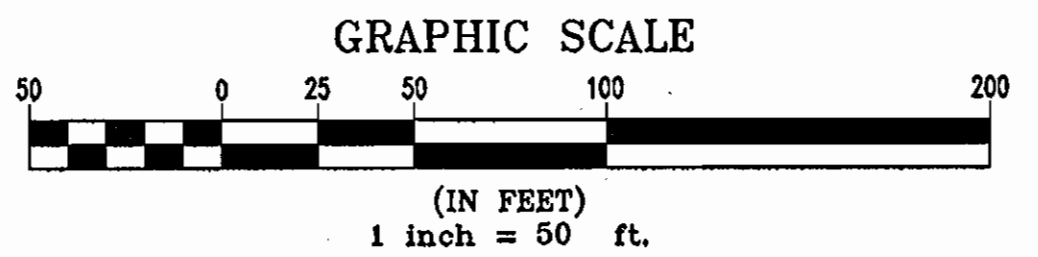 GRAPHIC SCALE
50 0 25 50 100 200
(IN FEET)
1 inch = 50 ft.